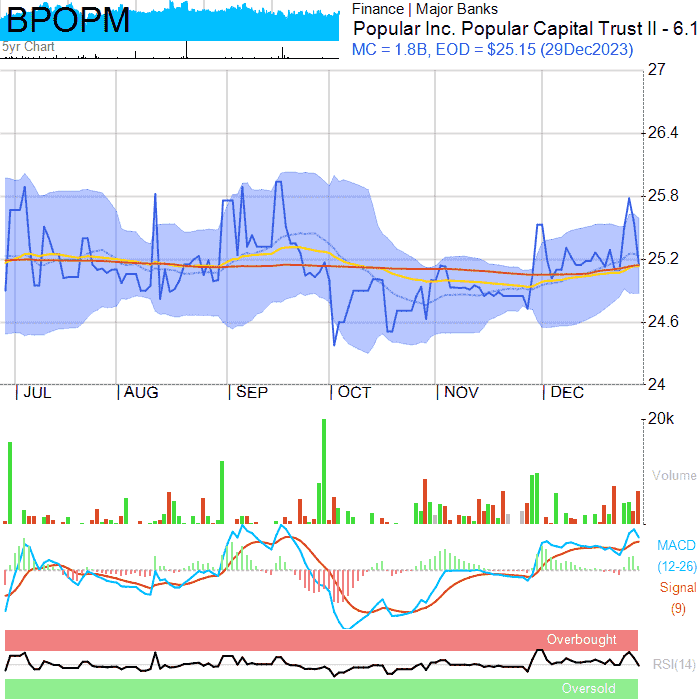 BPOPM
5yr Chart
Finance | Major Banks
Popular Inc. Popular Capital Trust II - 6.1
MC = 1.8B, EOD = $25.15 (29Dec2023)
27
26.4
25.8
25.2
24.6
24
| JUL | AUG | SEP | OCT | NOV | DEC
20k
Volume
MACD
(12-26)
Signal
(9)
Overbought
RSI(14)
Oversold